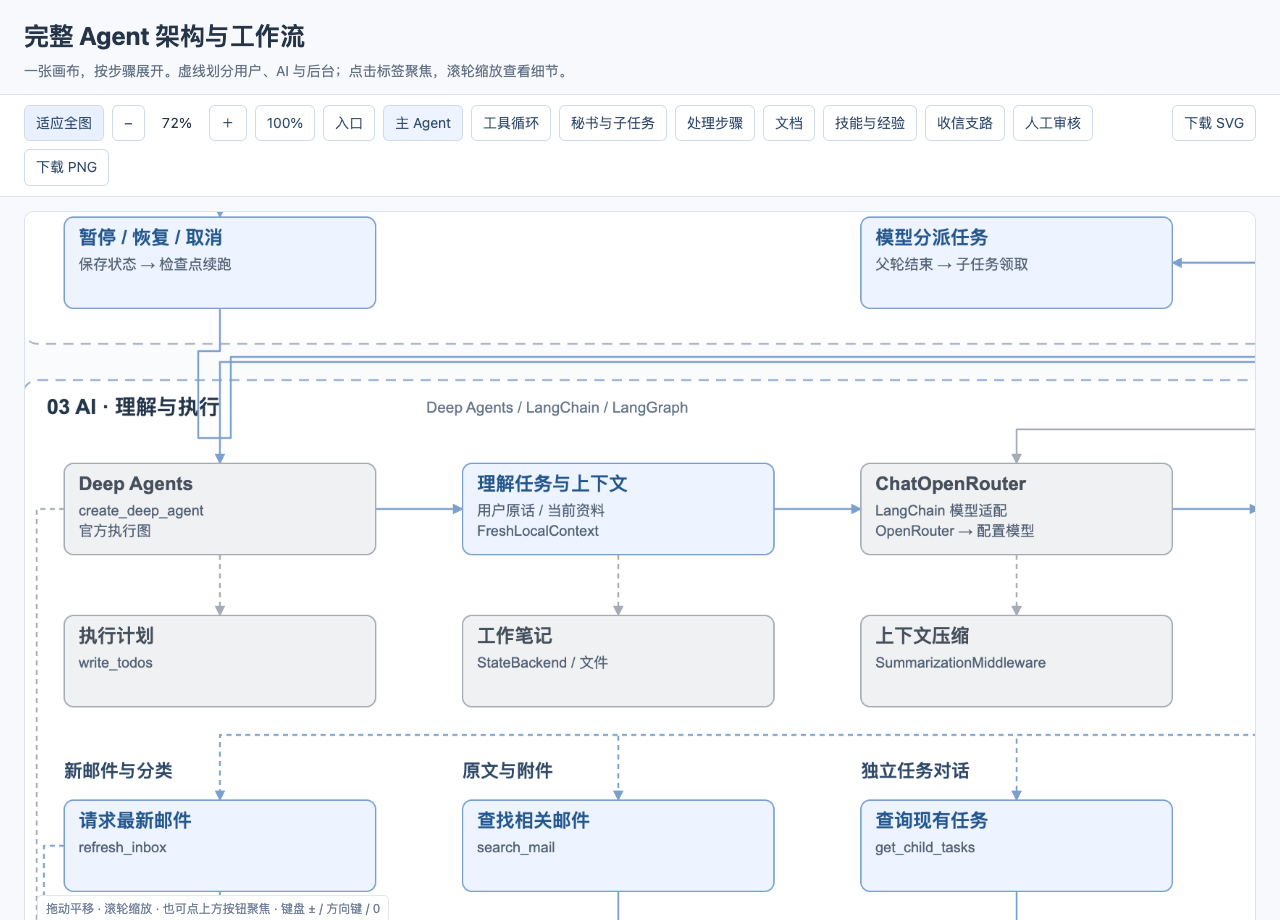 完整 Agent 架构与工作流
一张画布，按步骤展开。虚线划分用户、AI 与后台；点击标签聚焦，滚轮缩放查看细节。
适应全图
−
72%
+
100%
入口
主 Agent
工具循环
秘书与子任务
处理步骤
文档
技能与经验
收信支路
人工审核
下载 SVG
下载 PNG
暂停 / 恢复 / 取消
保存状态 → 检查点续跑
模型分派任务
父轮结束 → 子任务领取
03 AI · 理解与执行
Deep Agents / LangChain / LangGraph
Deep Agents
create_deep_agent
官方执行图
理解任务与上下文
用户原话 / 当前资料
FreshLocalContext
ChatOpenRouter
LangChain 模型适配
OpenRouter → 配置模型
执行计划
write_todos
工作笔记
StateBackend / 文件
上下文压缩
SummarizationMiddleware
新邮件与分类
原文与附件
独立任务对话
请求最新邮件
refresh_inbox
查找相关邮件
search_mail
查询现有任务
get_child_tasks
拖动平移 · 滚轮缩放 · 也可点上方按钮聚焦 · 键盘 ± / 方向键 / 0